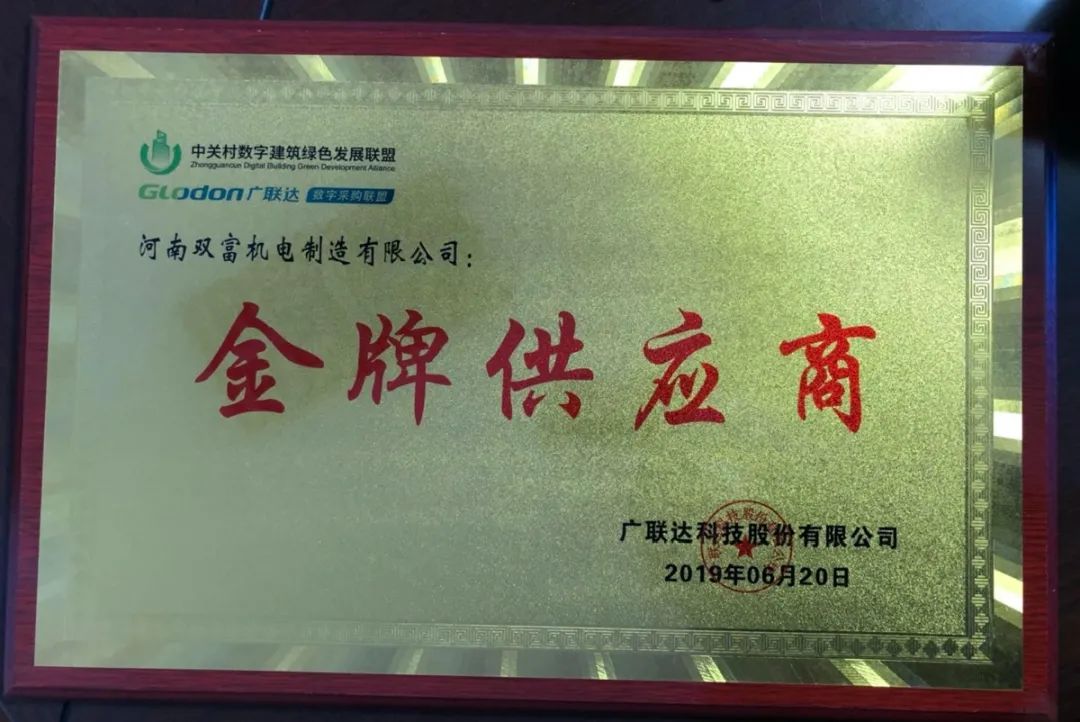 中关村数字建筑绿色发展联盟
Zhongguancun Digital Building Green Development Alliance
GLodon广联达 数字采购联盟
河南双富机电制造有限公司：
金牌供应商
广联达科技股份有限公司
2019年06月20日